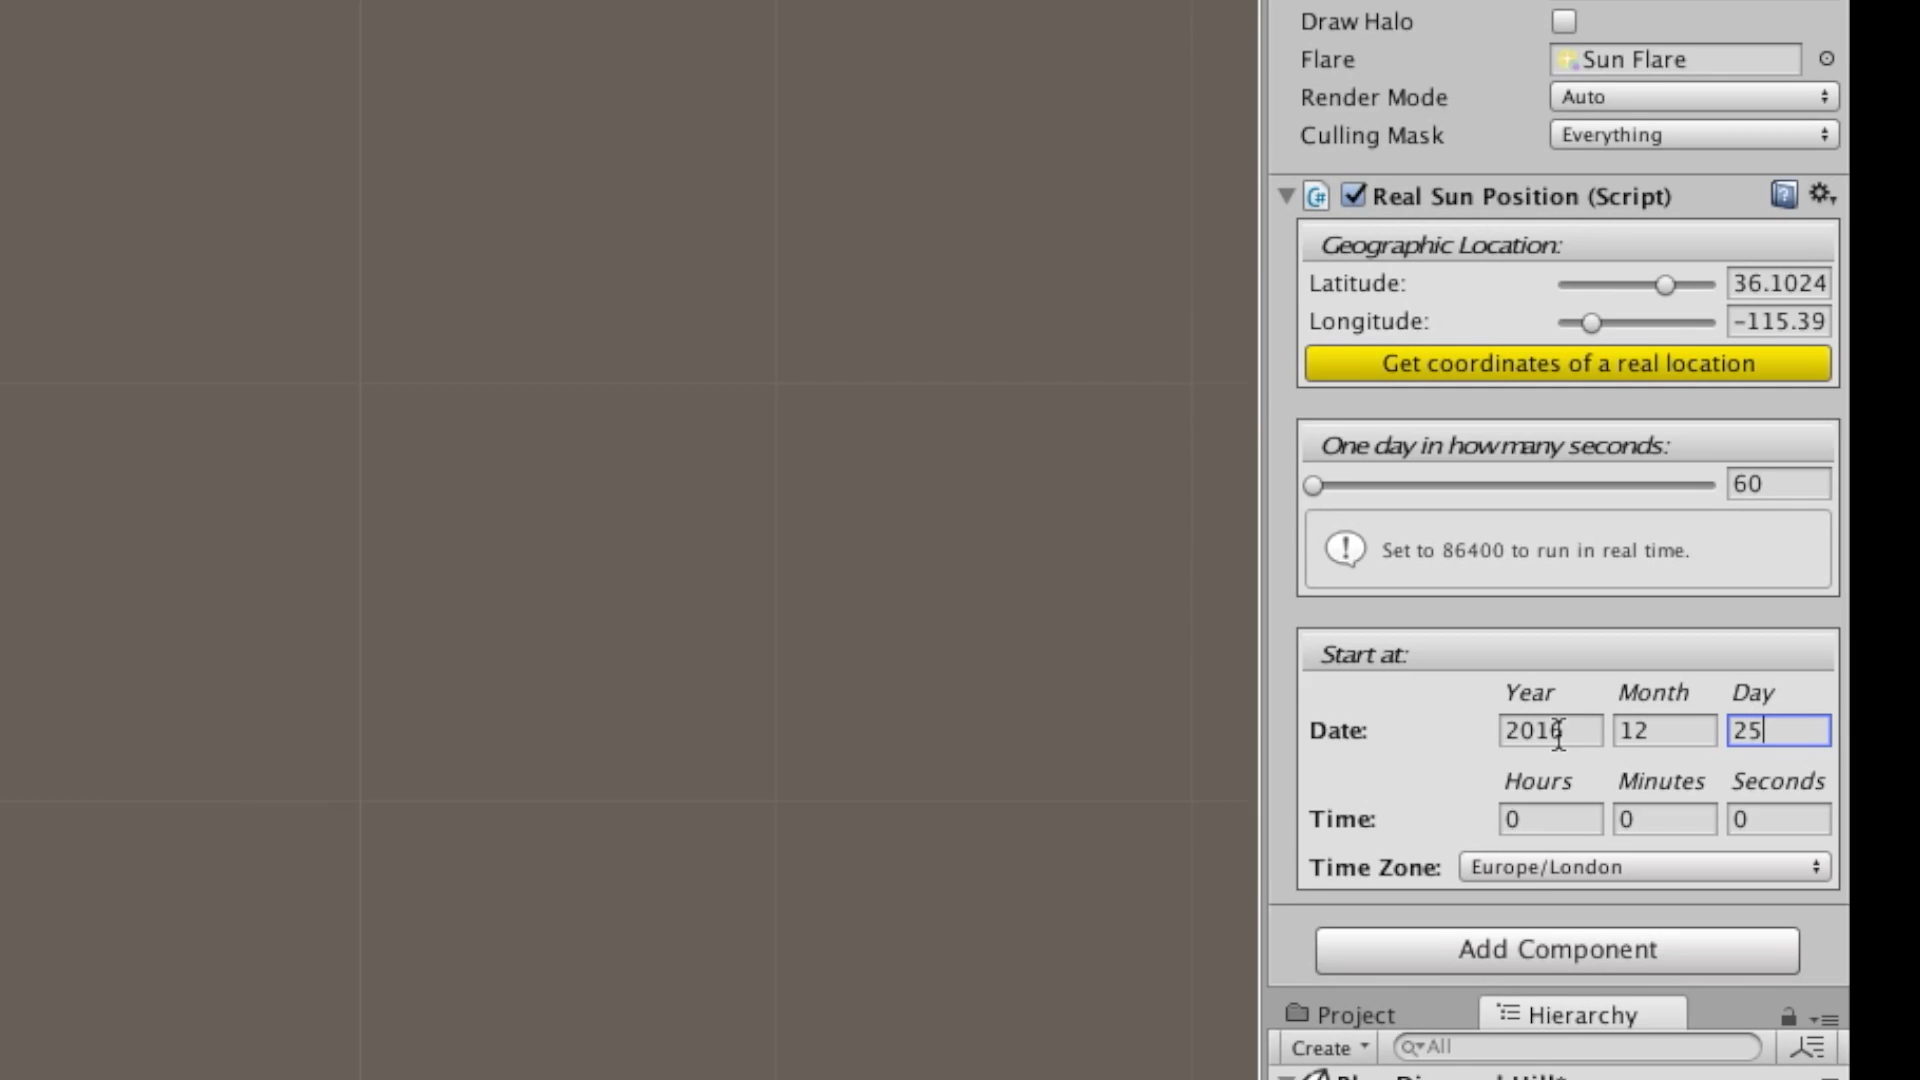 Draw Halo
Flare Sun Flare
Render Mode Auto
Culling Mask Everything
Real Sun Position (Script)
Geographic Location:
Latitude: 36.1024
Longitude: -115.39
Get coordinates of a real location
One day in how many seconds:
60
Set to 86400 to run in real time.
Start at:
Year Month Day
Date: 2016 12 25
Hours Minutes Seconds
Time: 0 0 0
Time Zone: Europe/London
Add Component
Project Hierarchy
Create All